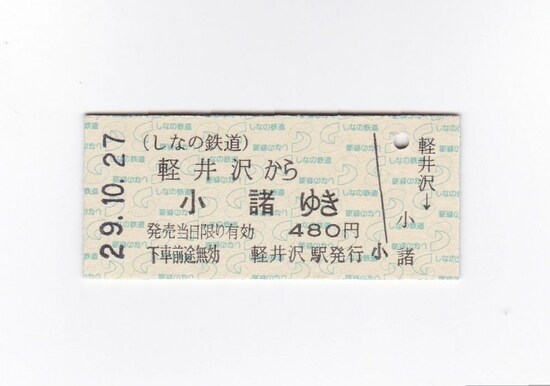 29.10.27
(しなの鉄道)
軽井沢から
小諸ゆき
発売当日限り有効 480円
下車前途無効 軽井沢駅発行 小
軽井沢→小諸